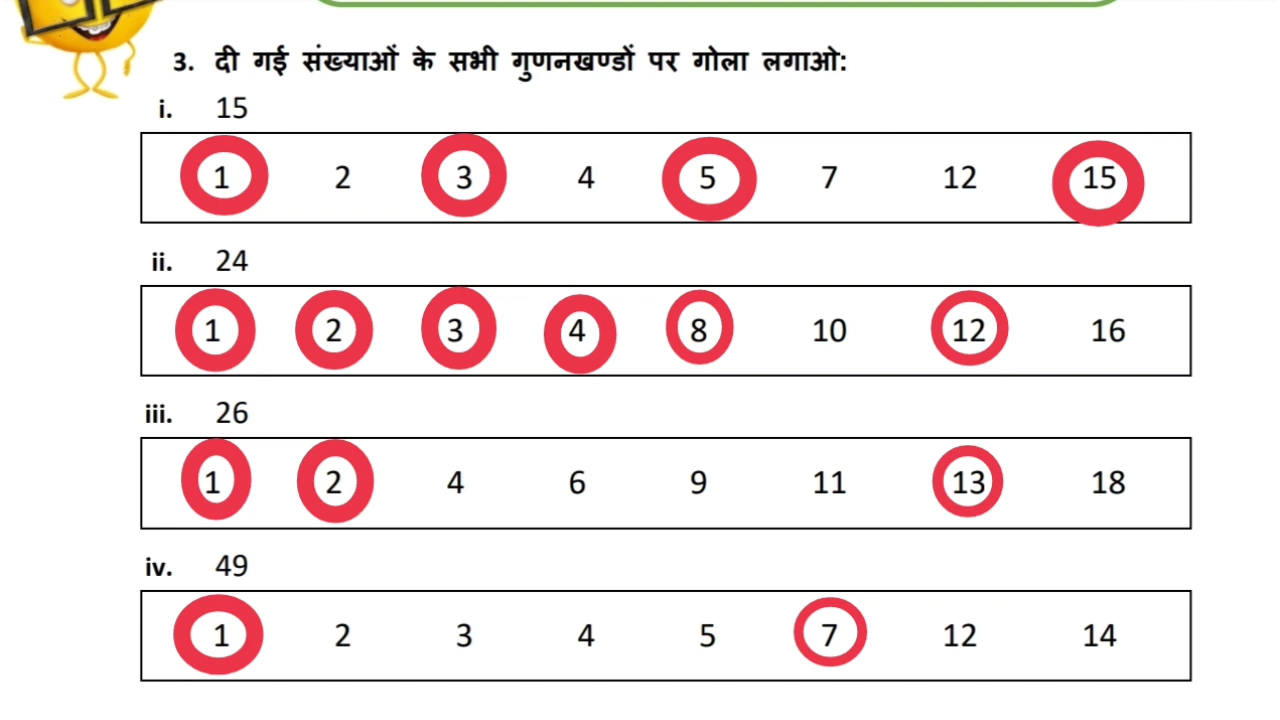 3. दी गई संख्याओं के सभी गुणनखण्डों पर गोला लगाओ:
i. 15
1 2 3 4 5 7 12 15
ii. 24
1 2 3 4 8 10 12 16
iii. 26
1 2 4 6 9 11 13 18
iv. 49
1 2 3 4 5 7 12 14